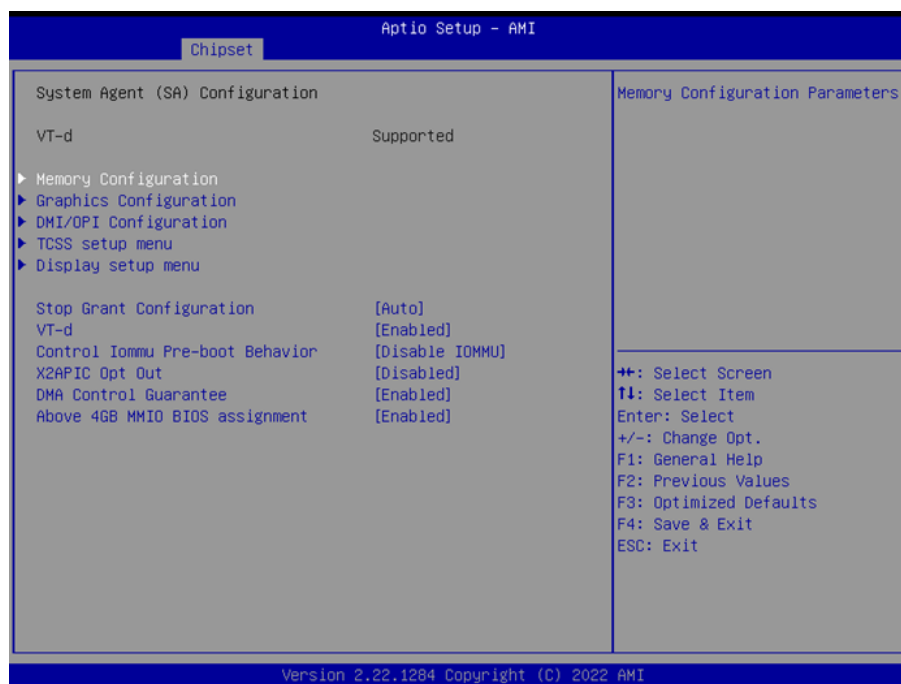 Aptio Setup – AMI
Chipset
System Agent (SA) Configuration
VT-d Supported
Memory Configuration
Graphics Configuration
DMI/OPI Configuration
TCSS setup menu
Display setup menu
Stop Grant Configuration [Auto]
VT-d [Enabled]
Control Iommu Pre-boot Behavior [Disable IOMMU]
X2APIC Opt Out [Disabled]
DMA Control Guarantee [Enabled]
Above 4GB MMIO BIOS assignment [Enabled]
Memory Configuration Parameters
→←: Select Screen
↑↓: Select Item
Enter: Select
+/-: Change Opt.
F1: General Help
F2: Previous Values
F3: Optimized Defaults
F4: Save & Exit
ESC: Exit
Version 2.22.1284 Copyright (C) 2022 AMI